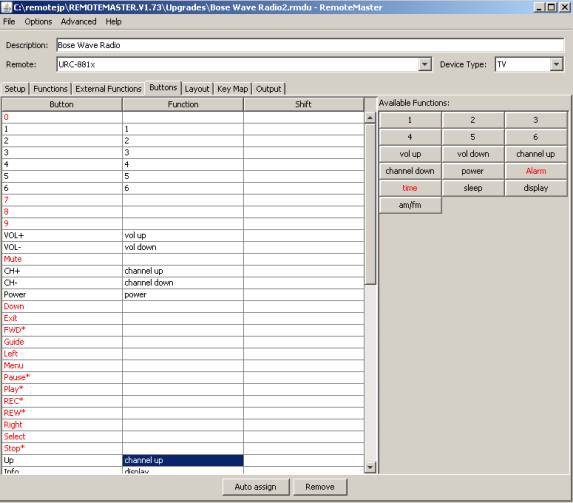 C:\remotejp\REMOTEMASTER.V1.73\Upgrades\Bose Wave Radio2.rmdu - RemoteMaster
File Options Advanced Help
Description: Bose Wave Radio
Remote: URC-881x Device Type: TV
Setup Functions External Functions Buttons Layout Key Map Output
Button Function Shift
0
1 1
2 2
3 3
4 4
5 5
6 6
7
8
9
VOL+ vol up
VOL- vol down
Mute
CH+ channel up
CH- channel down
Power power
Down
Exit
FWD*
Guide
Left
Menu
Pause*
Play*
REC*
REW*
Right
Select
Stop*
Up channel up
Info display
Available Functions:
1 2 3
4 5 6
vol up vol down channel up
channel down power Alarm
time sleep display
am/fm
Auto assign Remove